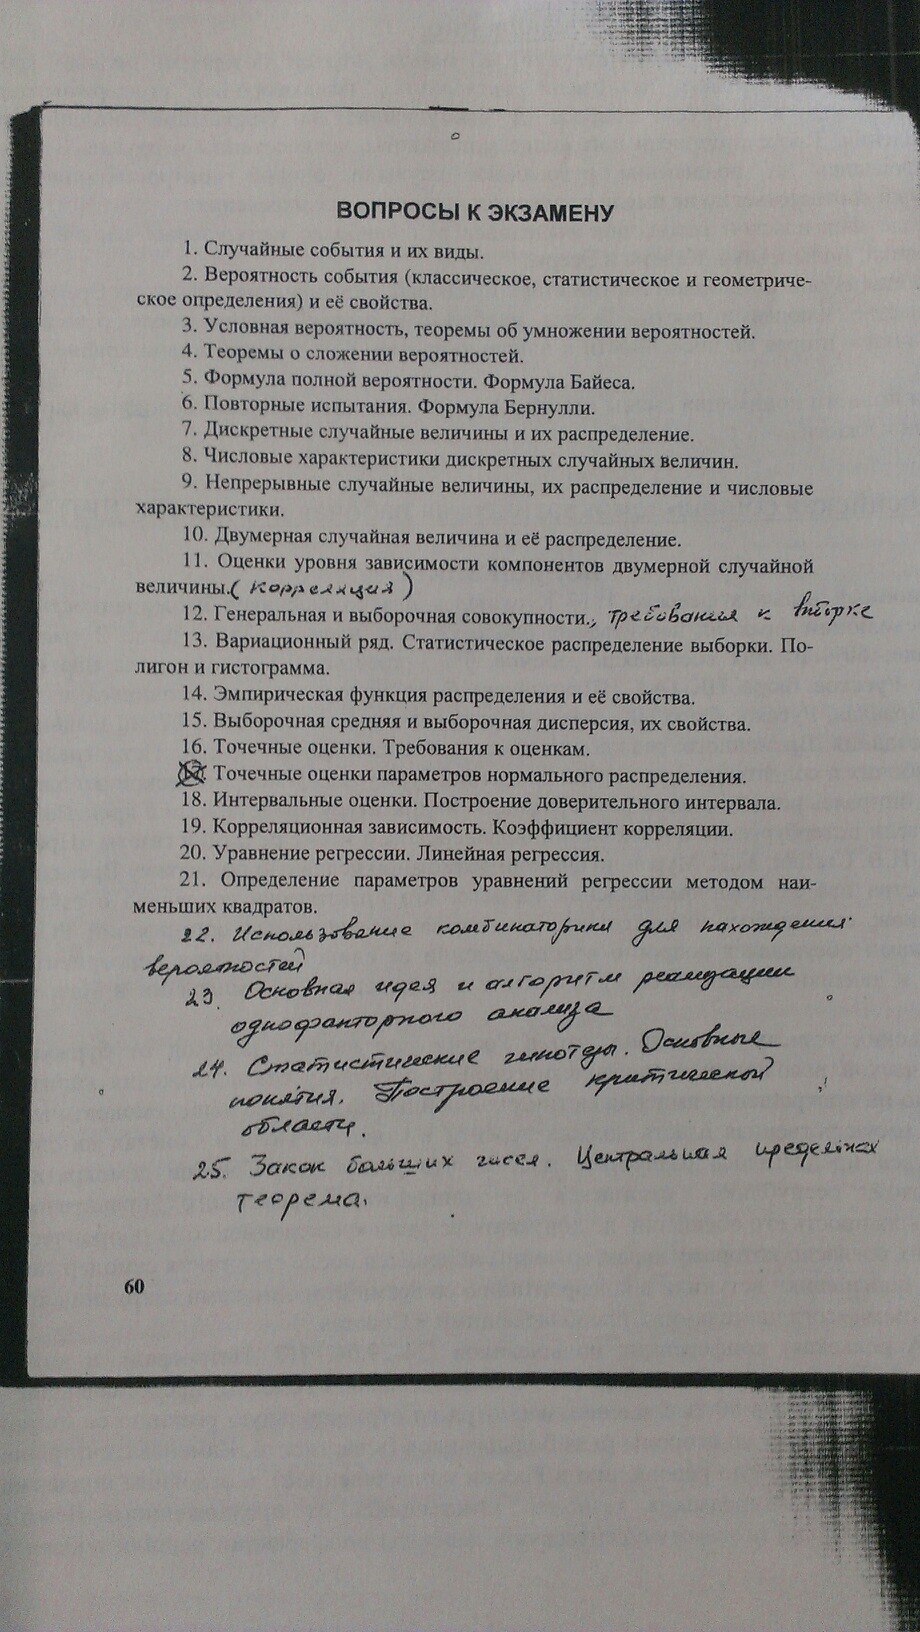 ВОПРОСЫ К ЭКЗАМЕНУ
1. Случайные события и их виды.
2. Вероятность события (классическое, статистическое и геометриче-
ское определения) и её свойства.
3. Условная вероятность, теоремы об умножении вероятностей.
4. Теоремы о сложении вероятностей.
5. Формула полной вероятности. Формула Байеса.
6. Повторные испытания. Формула Бернулли.
7. Дискретные случайные величины и их распределение.
8. Числовые характеристики дискретных случайных величин.
9. Непрерывные случайные величины, их распределение и числовые
характеристики.
10. Двумерная случайная величина и её распределение.
11. Оценки уровня зависимости компонентов двумерной случайной
величины. (корреляция)
12. Генеральная и выборочная совокупности., требования к
13. Вариационный ряд. Статистическое распределение выборки. По-
лигон и гистограмма.
14. Эмпирическая функция распределения и её свойства.
15. Выборочная средняя и выборочная дисперсия, их свойства.
16. Точечные оценки. Требования к оценкам.
17. Точечные оценки параметров нормального распределения.
18. Интервальные оценки. Построение доверительного интервала.
19. Корреляционная зависимость. Коэффициент корреляции.
20. Уравнение регрессии. Линейная регрессия.
21. Определение параметров уравнений регрессии методом наи-
меньших квадратов.
22. Использование комбинаторики для нахождения
вероятностей
23. Основная идея и алгоритм реализации
однофакторного анализа
24. Статистические гипотезы. Основные
понятия. Построение критической
области.
25. Закон больших чисел. Центральная предельная
теорема.
60